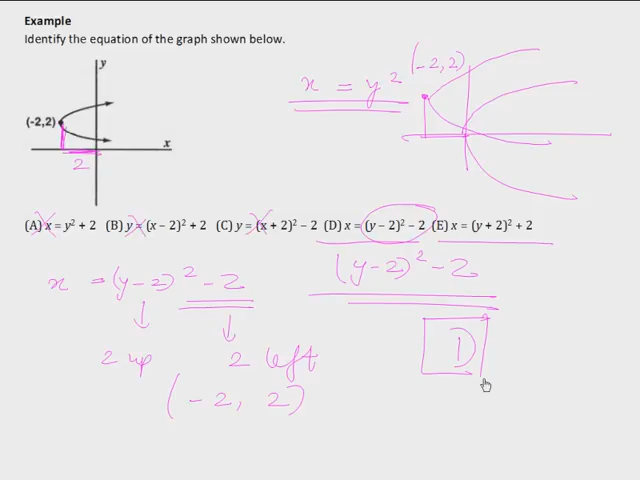 Example
Identify the equation of the graph shown below.
y
(-2,2)
x
2
x = y²
(-2,2)
(A) x = y² + 2 (B) y = (x − 2)² + 2 (C) y = (x + 2)² − 2 (D) x = (y − 2)² − 2 (E) x = (y + 2)² + 2
x = (y-2)² - 2
(y-2)² - 2
2 up
2 left
(-2, 2)
D